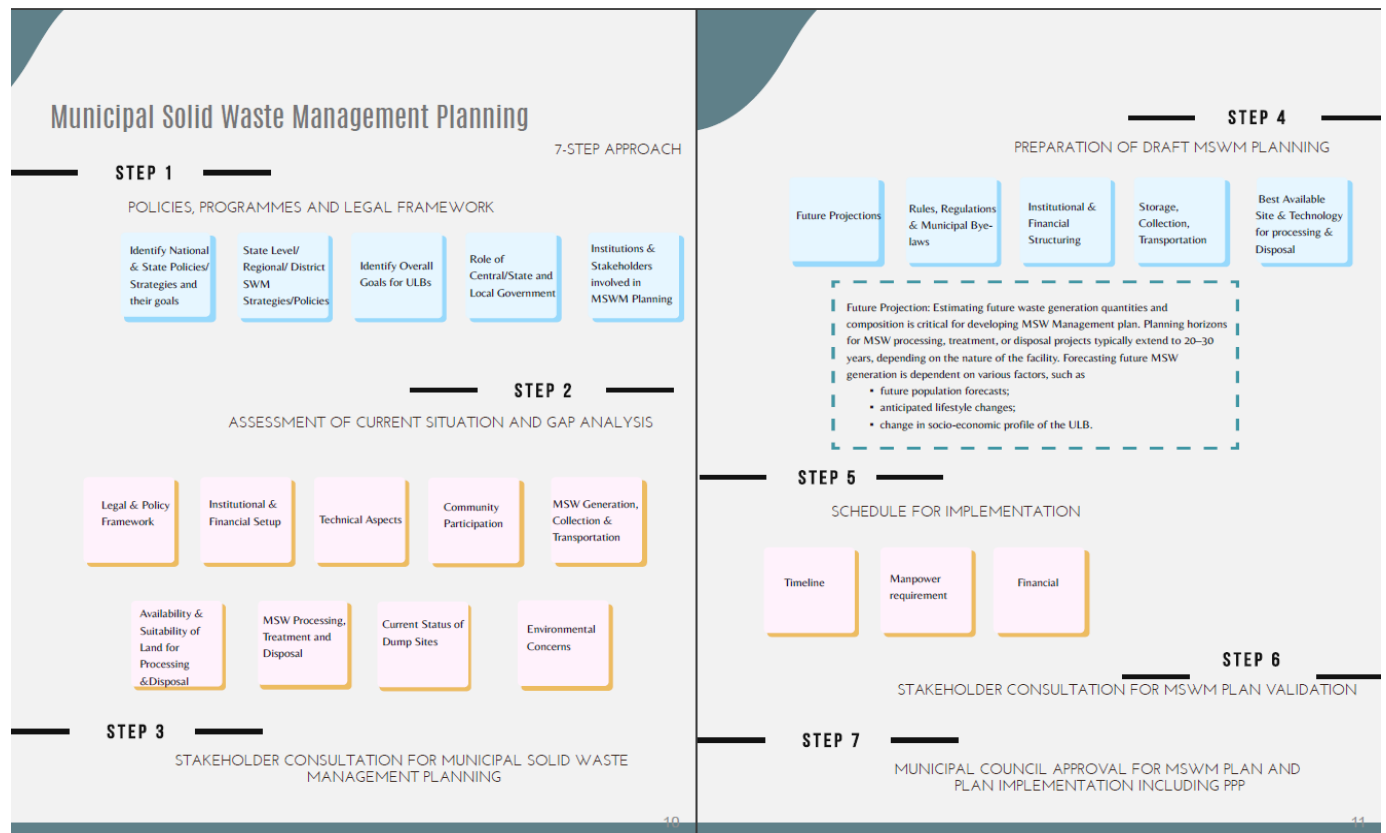 Municipal Solid Waste Management Planning
7-STEP APPROACH
STEP 1
POLICIES, PROGRAMMES AND LEGAL FRAMEWORK
Identify National
& State Policies/
Strategies and
their goals
State Level/
Regional/ District
SWM
Strategies/Policies
Identify Overall
Goals for ULBs
Role of
Central/State and
Local Government
Institutions &
Stakeholders
involved in
MSWM Planning
STEP 2
ASSESSMENT OF CURRENT SITUATION AND GAP ANALYSIS
Legal & Policy
Framework
Institutional &
Financial Setup
Technical Aspects
Community
Participation
MSW Generation,
Collection &
Transportation
Availability &
Suitability of
Land for
Processing
&Disposal
MSW Processing,
Treatment and
Disposal
Current Status of
Dump Sites
Environmental
Concerns
STEP 3
STAKEHOLDER CONSULTATION FOR MUNICIPAL SOLID WASTE
MANAGEMENT PLANNING
10
STEP 4
PREPARATION OF DRAFT MSWM PLANNING
Future Projections
Rules, Regulations
& Municipal Bye-
laws
Institutional &
Financial
Structuring
Storage,
Collection,
Transportation
Best Available
Site & Technology
for processing &
Disposal
Future Projection: Estimating future waste generation quantities and
composition is critical for developing MSW Management plan. Planning horizons
for MSW processing, treatment, or disposal projects typically extend to 20–30
years, depending on the nature of the facility. Forecasting future MSW
generation is dependent on various factors, such as
• future population forecasts;
• anticipated lifestyle changes;
• change in socio-economic profile of the ULB.
STEP 5
SCHEDULE FOR IMPLEMENTATION
Timeline
Manpower
requirement
Financial
STEP 6
STAKEHOLDER CONSULTATION FOR MSWM PLAN VALIDATION
STEP 7
MUNICIPAL COUNCIL APPROVAL FOR MSWM PLAN AND
PLAN IMPLEMENTATION INCLUDING PPP
11